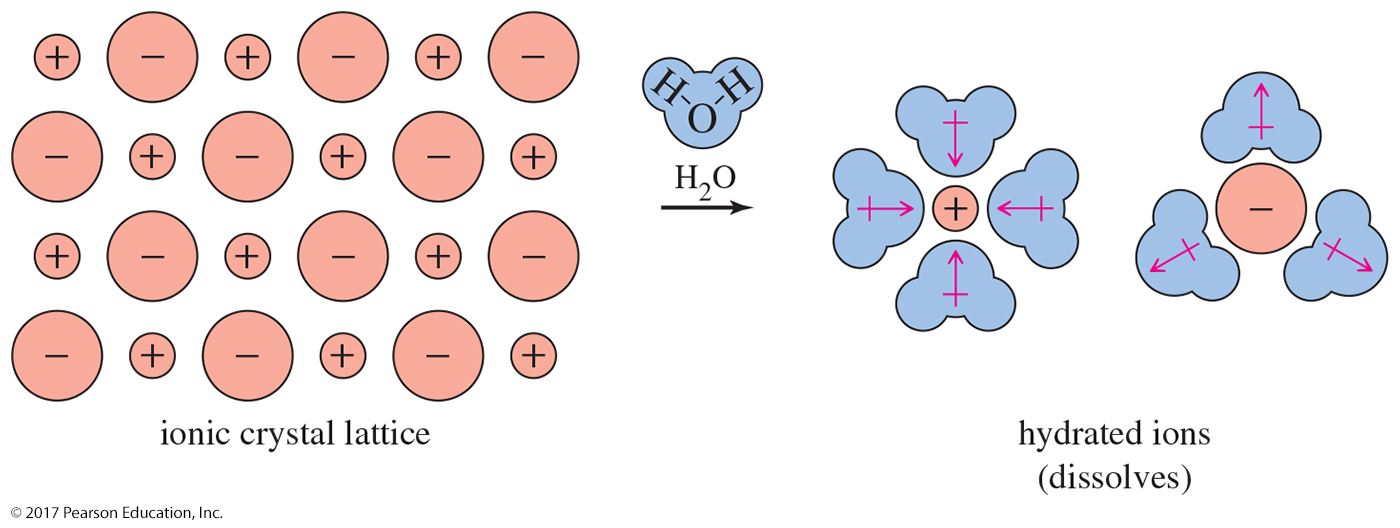 + − + − + −
− + − + − +
+ − + − + −
− + − + − +
ionic crystal lattice
H O H
H₂O
+
−
hydrated ions
(dissolves)
© 2017 Pearson Education, Inc.